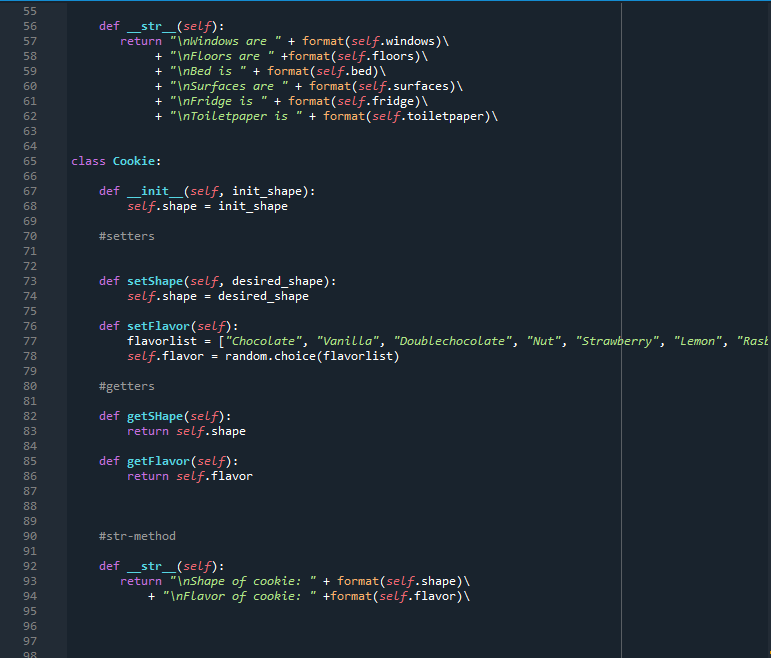 55
56 def __str__(self):
57 return "\nWindows are " + format(self.windows)\
58 + "\nFloors are " +format(self.floors)\
59 + "\nBed is " + format(self.bed)\
60 + "\nSurfaces are " + format(self.surfaces)\
61 + "\nFridge is " + format(self.fridge)\
62 + "\nToiletpaper is " + format(self.toiletpaper)\
63
64
65 class Cookie:
66
67 def __init__(self, init_shape):
68 self.shape = init_shape
69
70 #setters
71
72
73 def setShape(self, desired_shape):
74 self.shape = desired_shape
75
76 def setFlavor(self):
77 flavorlist = ["Chocolate", "Vanilla", "Doublechocolate", "Nut", "Strawberry", "Lemon", "Rasb
78 self.flavor = random.choice(flavorlist)
79
80 #getters
81
82 def getSHape(self):
83 return self.shape
84
85 def getFlavor(self):
86 return self.flavor
87
88
89
90 #str-method
91
92 def __str__(self):
93 return "\nShape of cookie: " + format(self.shape)\
94 + "\nFlavor of cookie: " +format(self.flavor)\
95
96
97
98